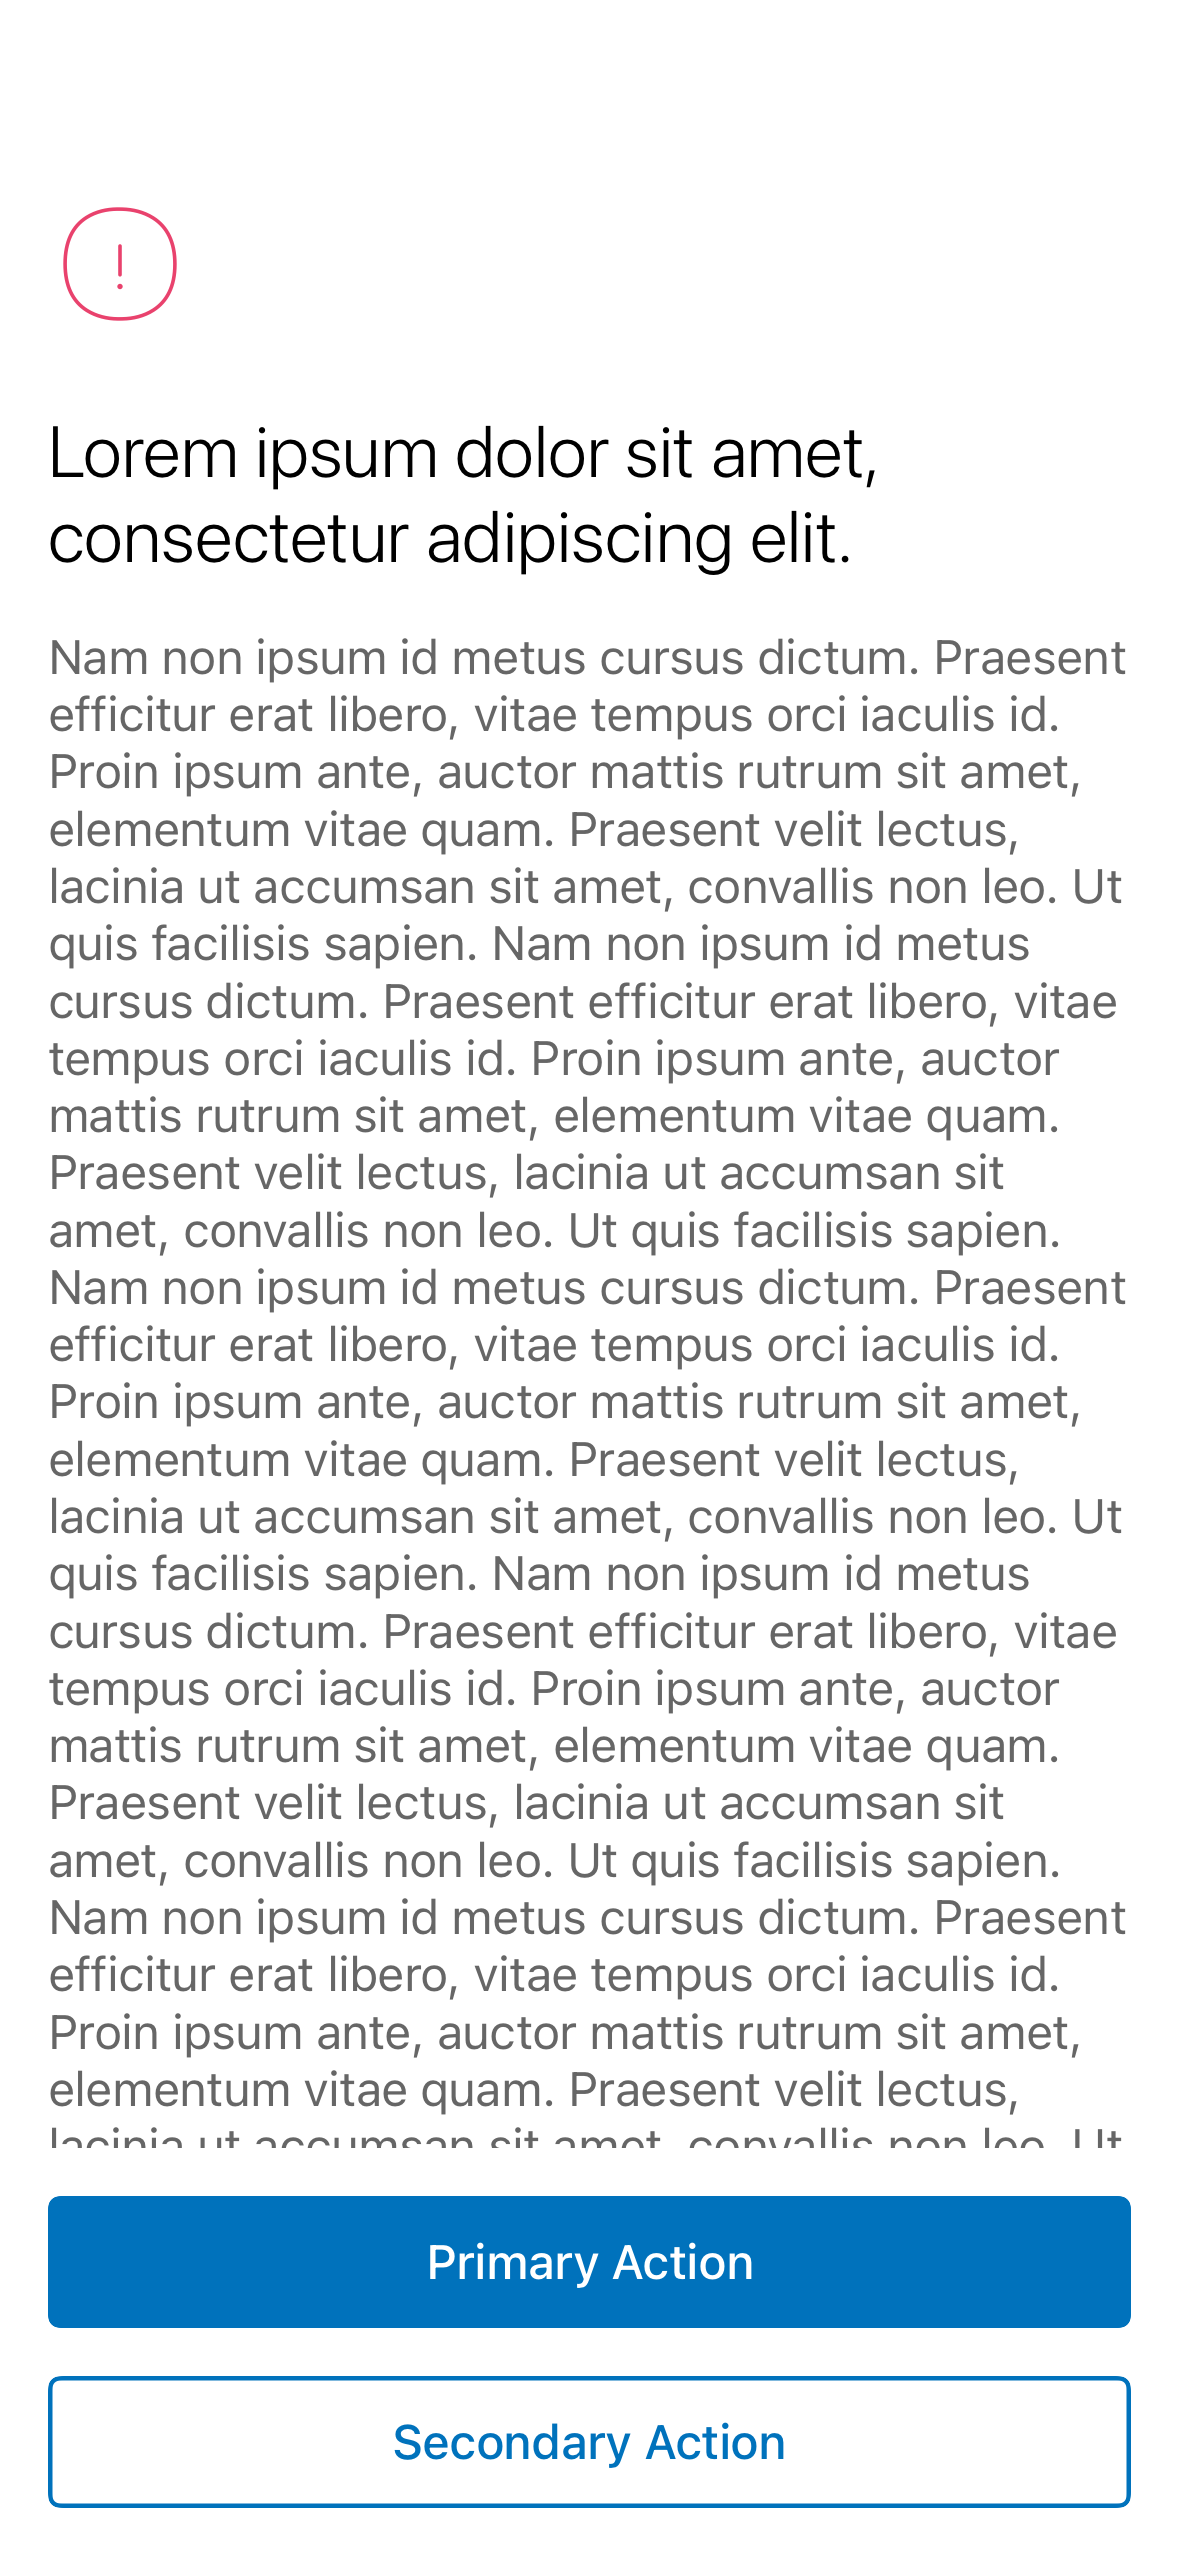 !
Lorem ipsum dolor sit amet,
consectetur adipiscing elit.
Nam non ipsum id metus cursus dictum. Praesent
efficitur erat libero, vitae tempus orci iaculis id.
Proin ipsum ante, auctor mattis rutrum sit amet,
elementum vitae quam. Praesent velit lectus,
lacinia ut accumsan sit amet, convallis non leo. Ut
quis facilisis sapien. Nam non ipsum id metus
cursus dictum. Praesent efficitur erat libero, vitae
tempus orci iaculis id. Proin ipsum ante, auctor
mattis rutrum sit amet, elementum vitae quam.
Praesent velit lectus, lacinia ut accumsan sit
amet, convallis non leo. Ut quis facilisis sapien.
Nam non ipsum id metus cursus dictum. Praesent
efficitur erat libero, vitae tempus orci iaculis id.
Proin ipsum ante, auctor mattis rutrum sit amet,
elementum vitae quam. Praesent velit lectus,
lacinia ut accumsan sit amet, convallis non leo. Ut
quis facilisis sapien. Nam non ipsum id metus
cursus dictum. Praesent efficitur erat libero, vitae
tempus orci iaculis id. Proin ipsum ante, auctor
mattis rutrum sit amet, elementum vitae quam.
Praesent velit lectus, lacinia ut accumsan sit
amet, convallis non leo. Ut quis facilisis sapien.
Nam non ipsum id metus cursus dictum. Praesent
efficitur erat libero, vitae tempus orci iaculis id.
Proin ipsum ante, auctor mattis rutrum sit amet,
elementum vitae quam. Praesent velit lectus,
lacinia ut accumsan sit amet, convallis non leo. Ut
Primary Action
Secondary Action